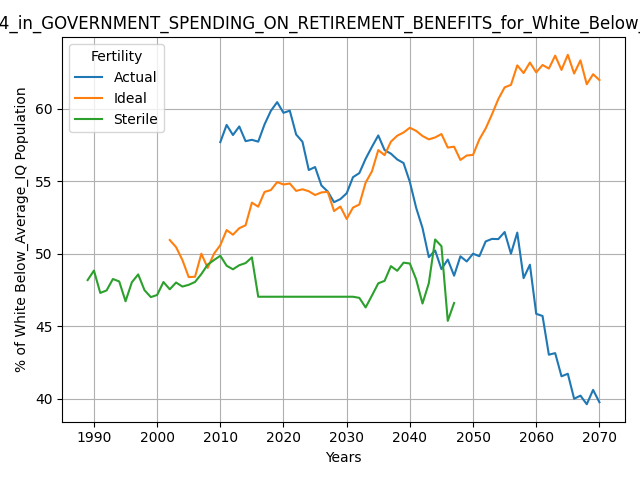 4_in_GOVERNMENT_SPENDING_ON_RETIREMENT_BENEFITS_for_White_Below_
Fertility
Actual
Ideal
Sterile
% of White Below_Average_IQ Population
60
55
50
45
40
1990 2000 2010 2020 2030 2040 2050 2060 2070
Years